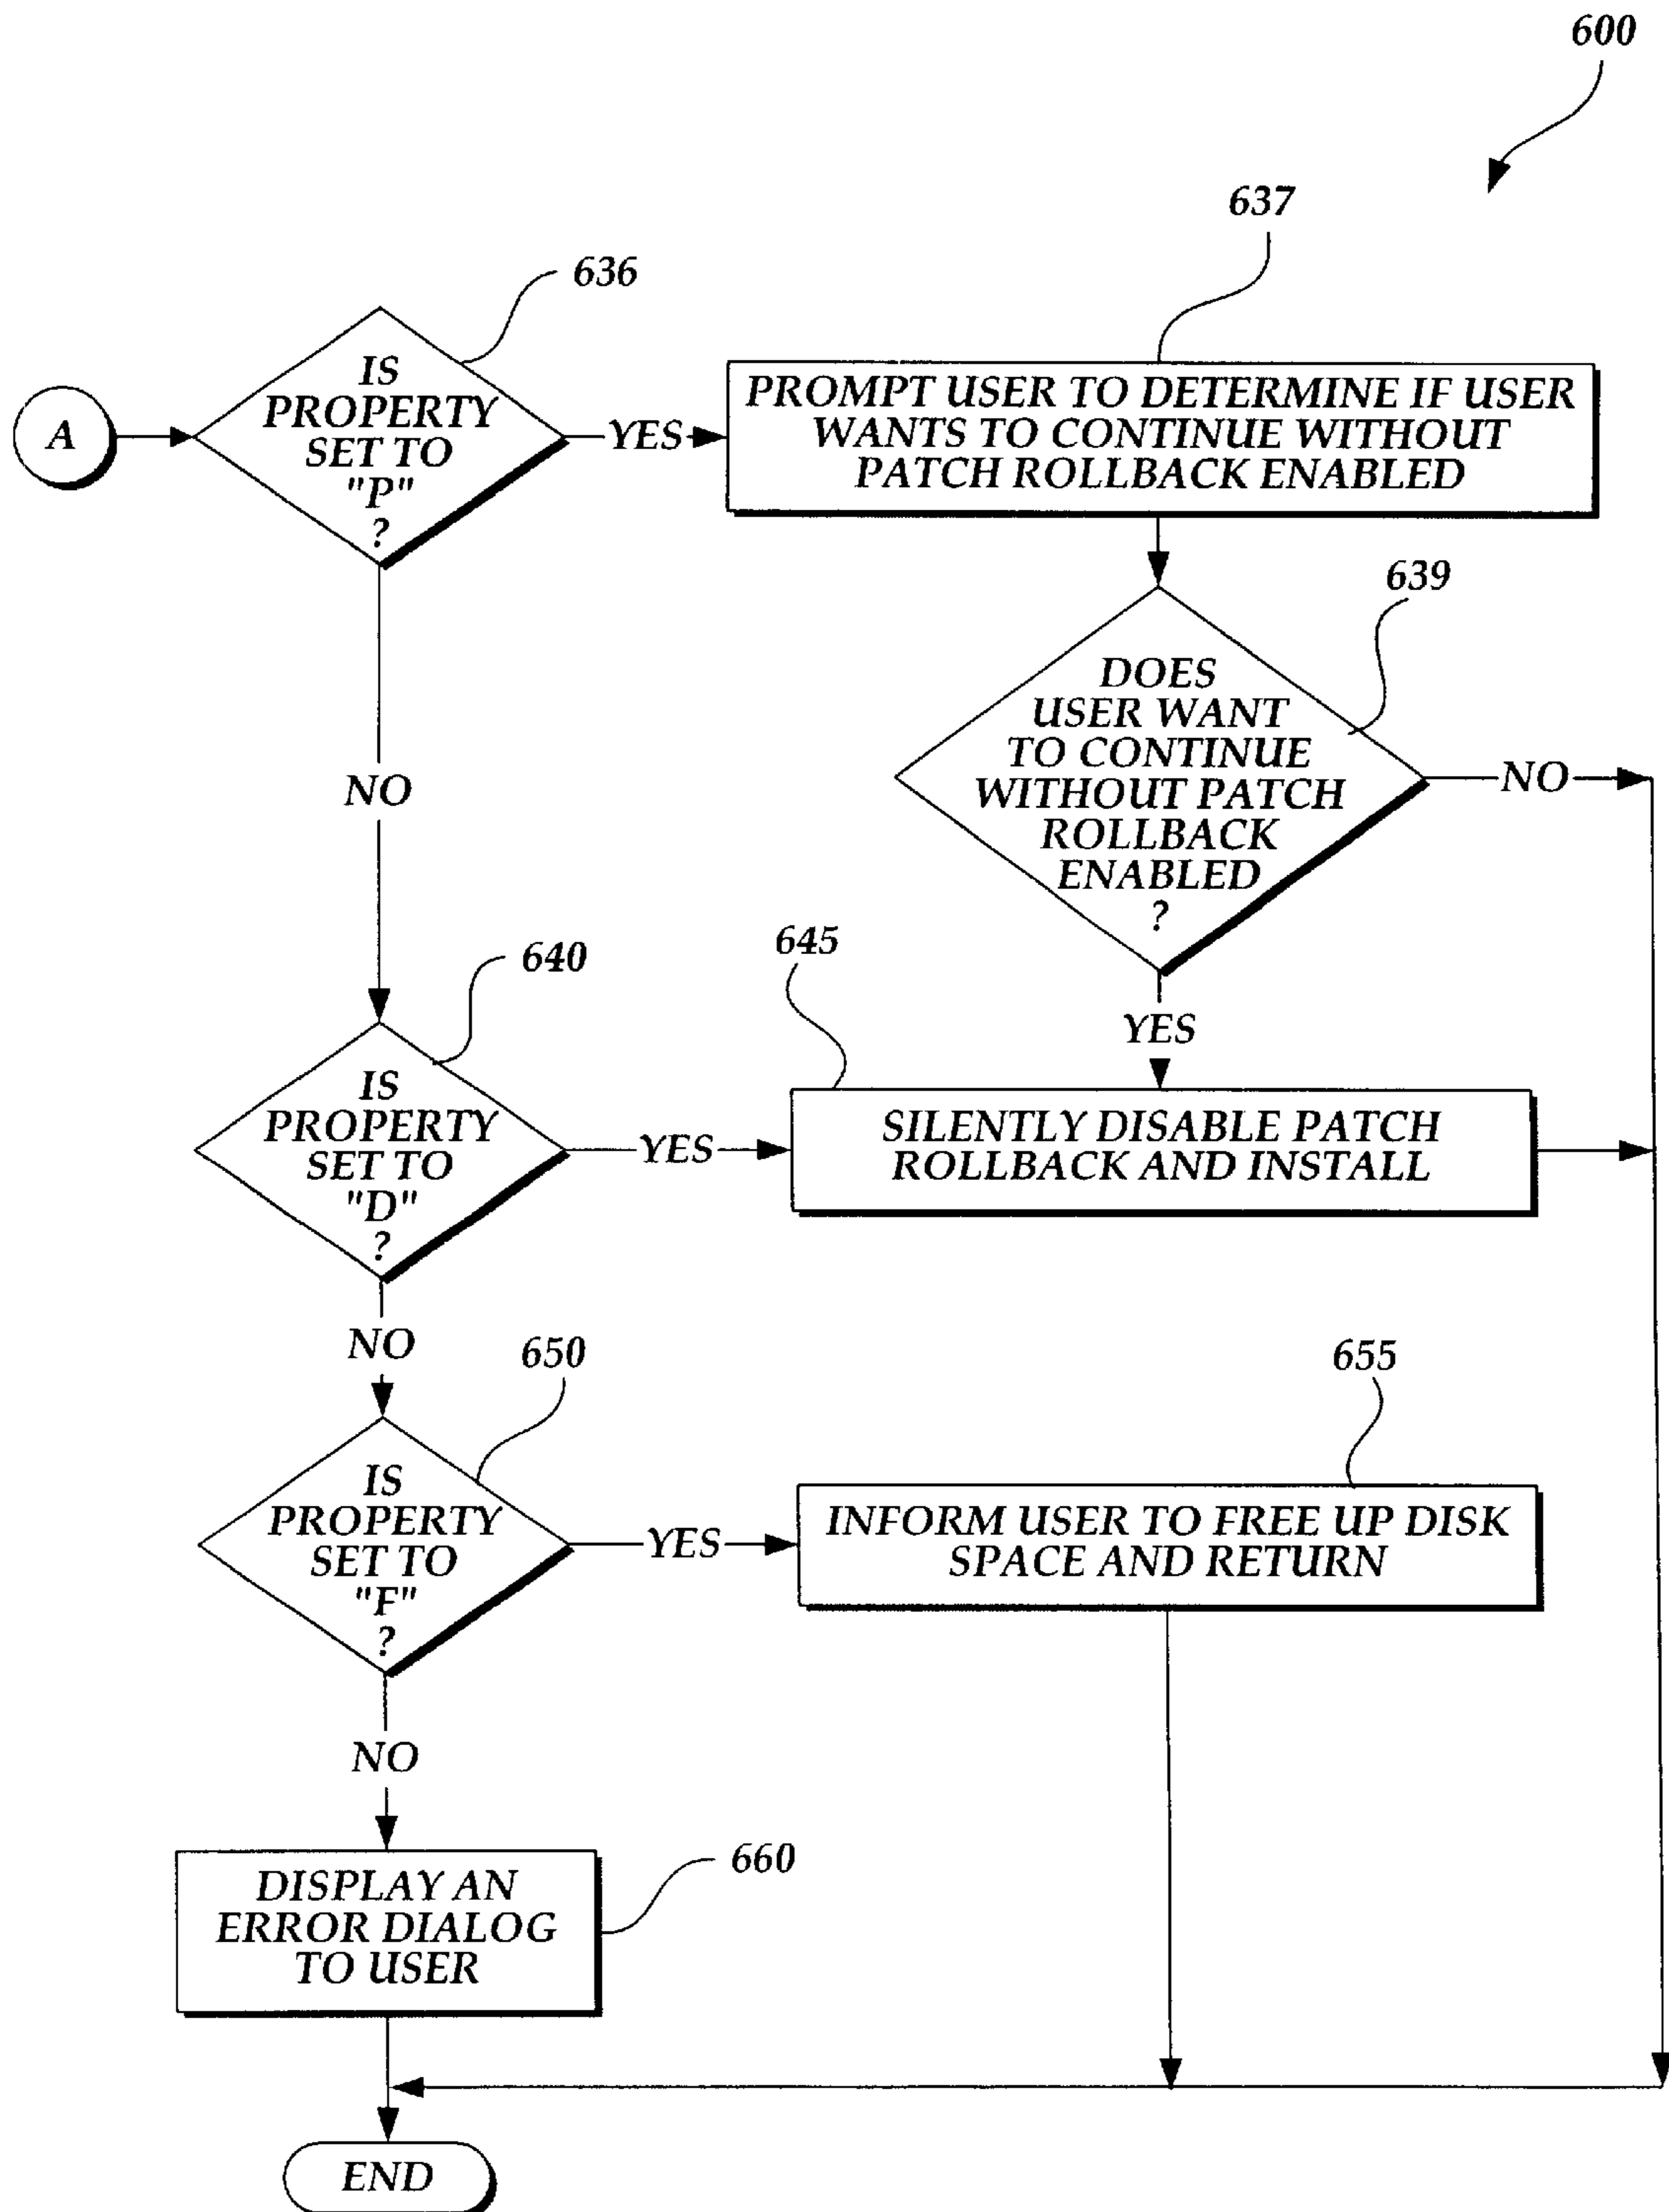 600
637
636
IS
PROPERTY
SET TO
"P"
?
A
YES
PROMPT USER TO DETERMINE IF USER
WANTS TO CONTINUE WITHOUT
PATCH ROLLBACK ENABLED
639
DOES
USER WANT
TO CONTINUE
WITHOUT PATCH
ROLLBACK
ENABLED
?
NO
NO
YES
640
645
IS
PROPERTY
SET TO
"D"
?
YES
SILENTLY DISABLE PATCH
ROLLBACK AND INSTALL
NO
650
655
IS
PROPERTY
SET TO
"F"
?
YES
INFORM USER TO FREE UP DISK
SPACE AND RETURN
NO
660
DISPLAY AN
ERROR DIALOG
TO USER
END